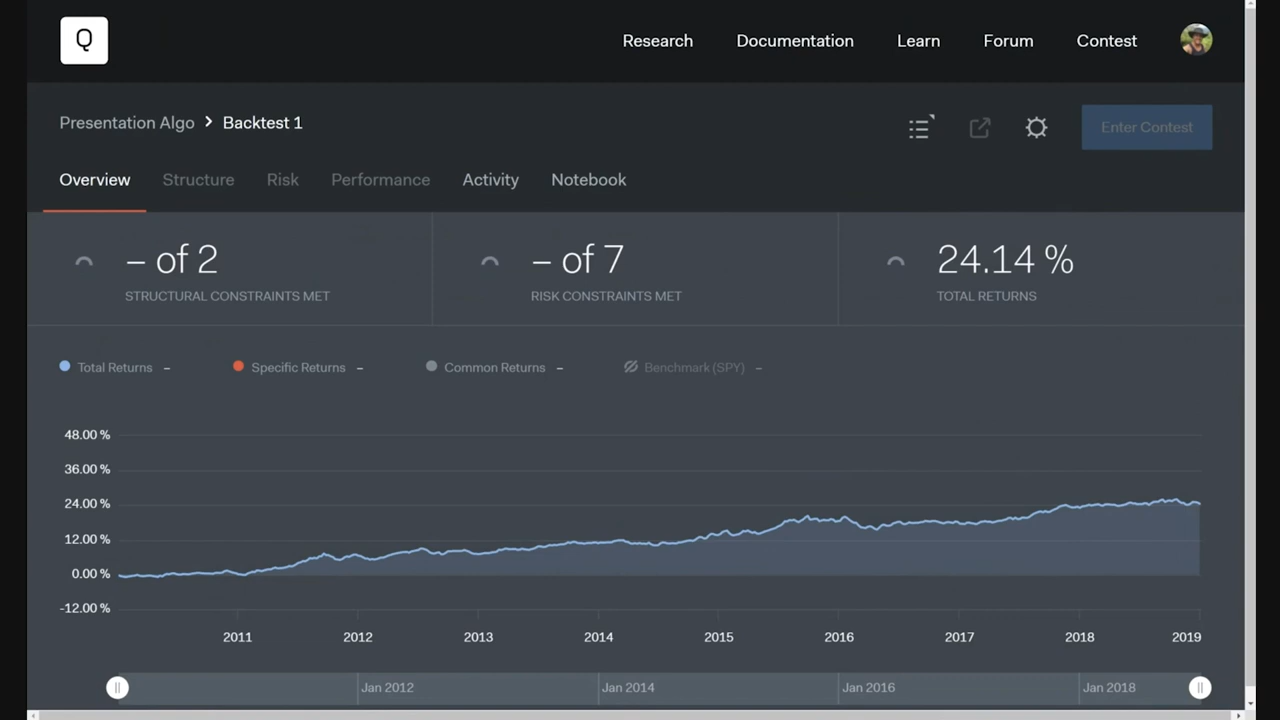 Q
Research Documentation Learn Forum Contest
Presentation Algo > Backtest 1
Enter Contest
Overview Structure Risk Performance Activity Notebook
– of 2
STRUCTURAL CONSTRAINTS MET
– of 7
RISK CONSTRAINTS MET
24.14 %
TOTAL RETURNS
Total Returns – Specific Returns – Common Returns – Benchmark (SPY) –
48.00 %
36.00 %
24.00 %
12.00 %
0.00 %
-12.00 %
2011 2012 2013 2014 2015 2016 2017 2018 2019
Jan 2012 Jan 2014 Jan 2016 Jan 2018